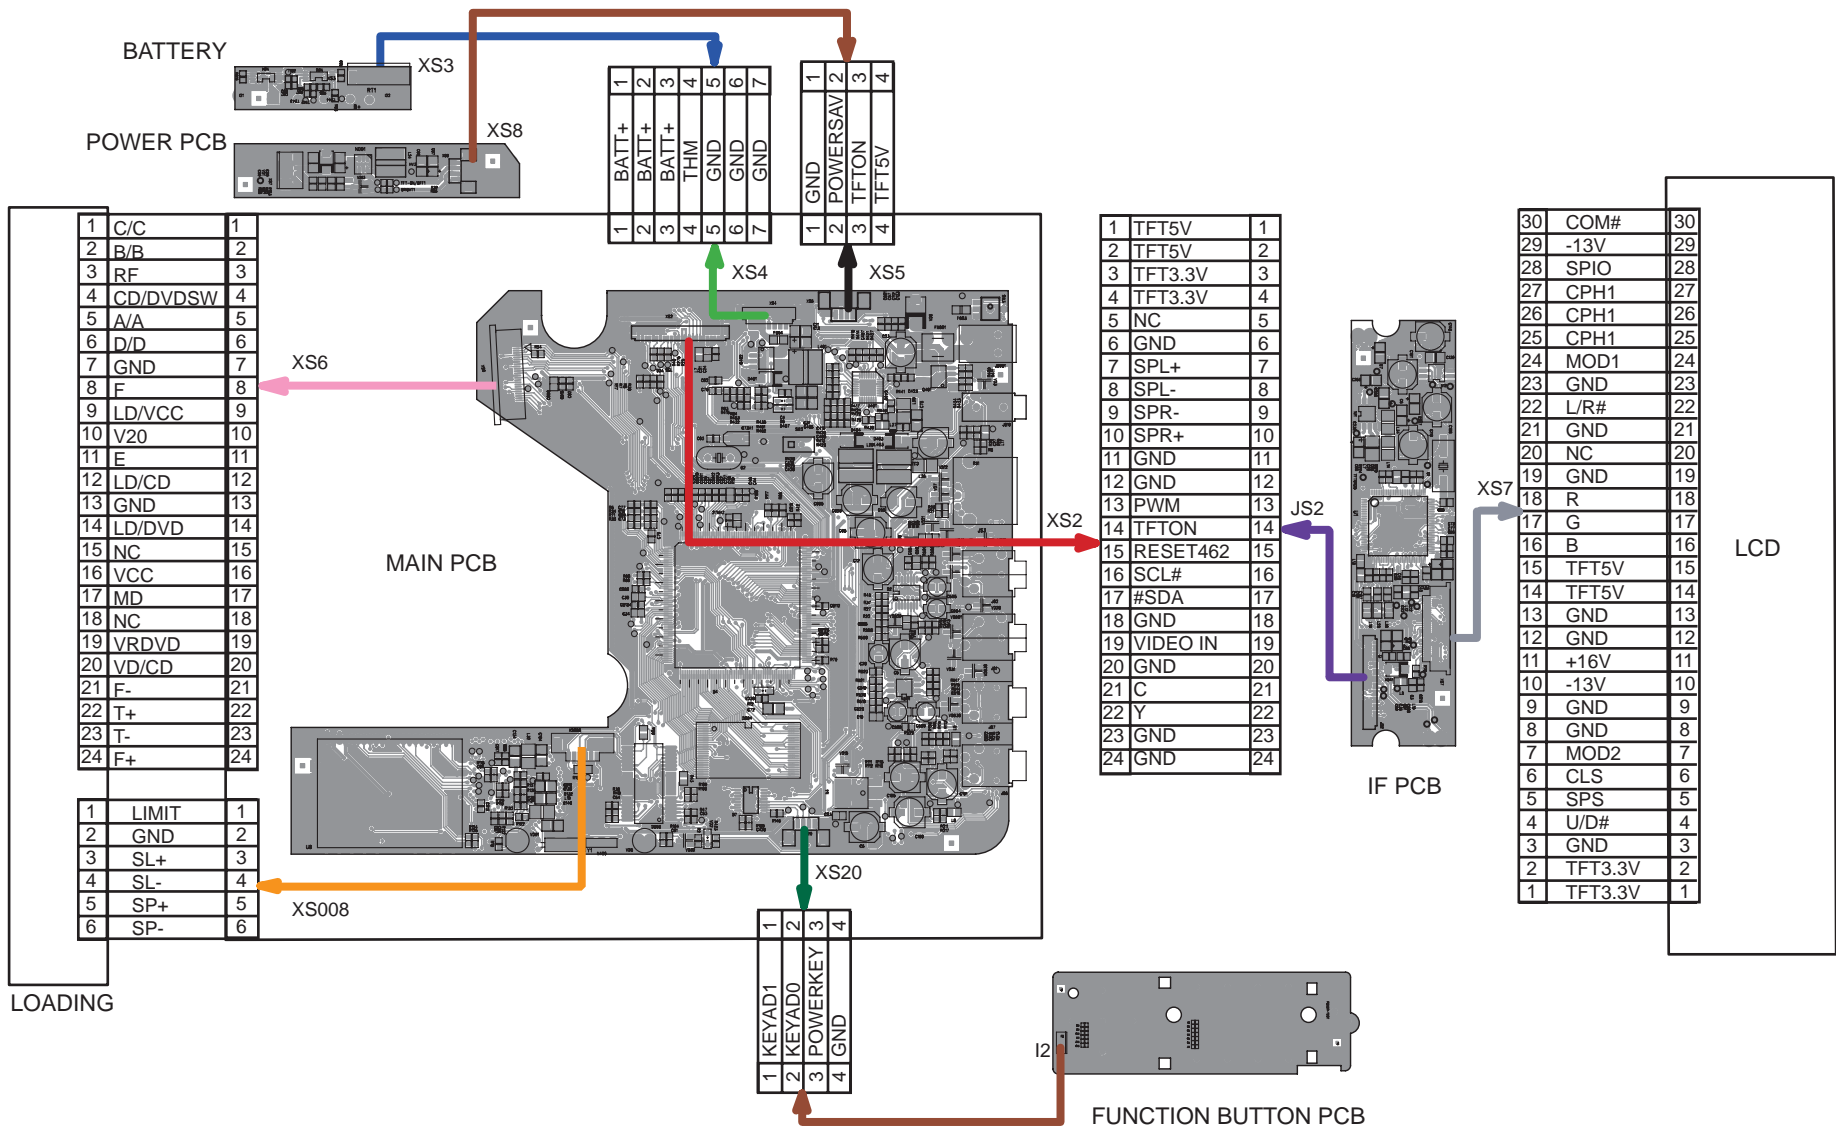 BATTERY
XS3
POWER PCB
XS8
1 BATT+ 1
2 BATT+ 2
3 BATT+ 3
4 THM 4
5 GND 5
6 GND 6
7 GND 7
1 GND 1
2 POWERSAV 2
3 TFTON 3
4 TFT5V 4
XS4
XS5
1 C/C 1
2 B/B 2
3 RF 3
4 CD/DVDSW 4
5 A/A 5
6 D/D 6
7 GND 7
8 F 8
9 LD/VCC 9
10 V20 10
11 E 11
12 LD/CD 12
13 GND 13
14 LD/DVD 14
15 NC 15
16 VCC 16
17 MD 17
18 NC 18
19 VRDVD 19
20 VD/CD 20
21 F- 21
22 T+ 22
23 T- 23
24 F+ 24
XS6
1 LIMIT 1
2 GND 2
3 SL+ 3
4 SL- 4
5 SP+ 5
6 SP- 6
XS008
LOADING
MAIN PCB
XS2
1 TFT5V 1
2 TFT5V 2
3 TFT3.3V 3
4 TFT3.3V 4
5 NC 5
6 GND 6
7 SPL+ 7
8 SPL- 8
9 SPR- 9
10 SPR+ 10
11 GND 11
12 GND 12
13 PWM 13
14 TFTON 14
15 RESET462 15
16 SCL# 16
17 #SDA 17
18 GND 18
19 VIDEO IN 19
20 GND 20
21 C 21
22 Y 22
23 GND 23
24 GND 24
JS2
IF PCB
XS7
30 COM# 30
29 -13V 29
28 SPIO 28
27 CPH1 27
26 CPH1 26
25 CPH1 25
24 MOD1 24
23 GND 23
22 L/R# 22
21 GND 21
20 NC 20
19 GND 19
18 R 18
17 G 17
16 B 16
15 TFT5V 15
14 TFT5V 14
13 GND 13
12 GND 12
11 +16V 11
10 -13V 10
9 GND 9
8 GND 8
7 MOD2 7
6 CLS 6
5 SPS 5
4 U/D# 4
3 GND 3
2 TFT3.3V 2
1 TFT3.3V 1
LCD
XS20
1 KEYAD1 1
2 KEYAD0 2
3 POWERKEY 3
4 GND 4
I2
FUNCTION BUTTON PCB